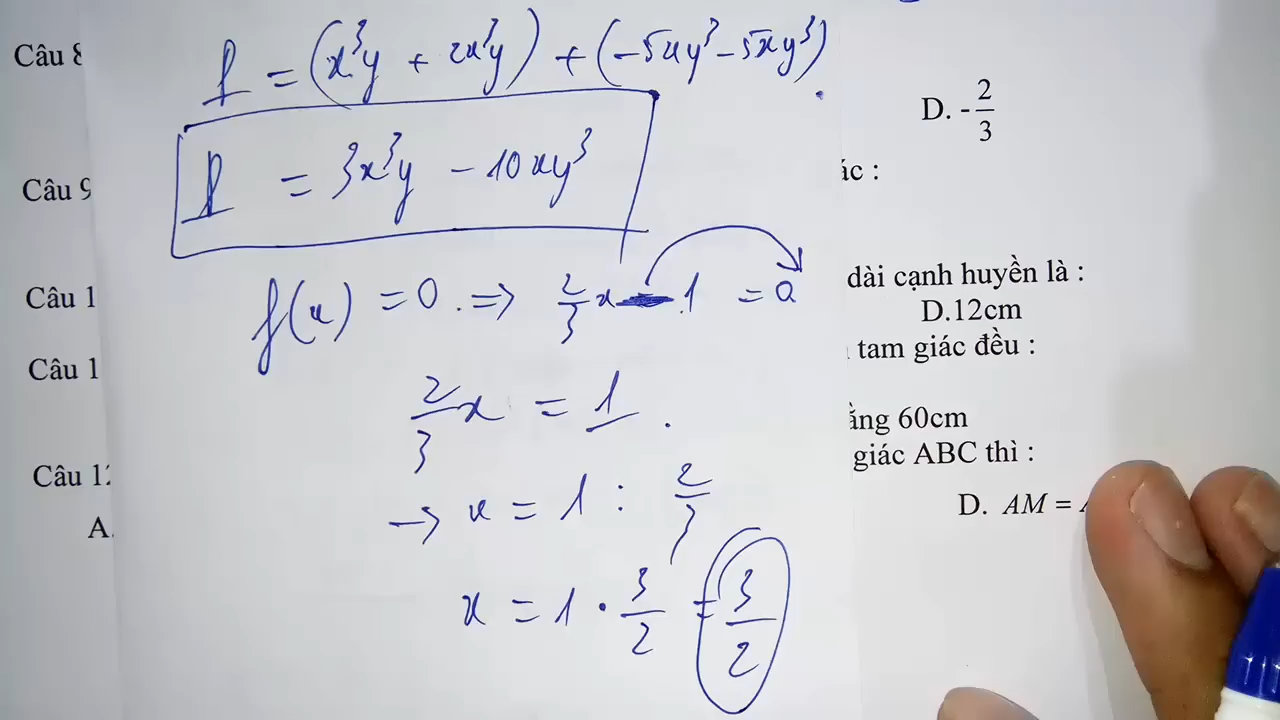 Câu 8
P = (x³y + 2x³y) + (-5xy³ - 5xy³)
D. - 2/3
Câu 9
P = 3x³y - 10xy³
ác :
Câu 1
f(x) = 0 . => 2/3 x - 1 = 0
dài cạnh huyền là :
D.12cm
Câu 1
tam giác đều :
2/3 x = 1 .
ằng 60cm
giác ABC thì :
Câu 12
A.
→ x = 1 : 2/3
D. AM =
x = 1 . 3/2 = 3/2